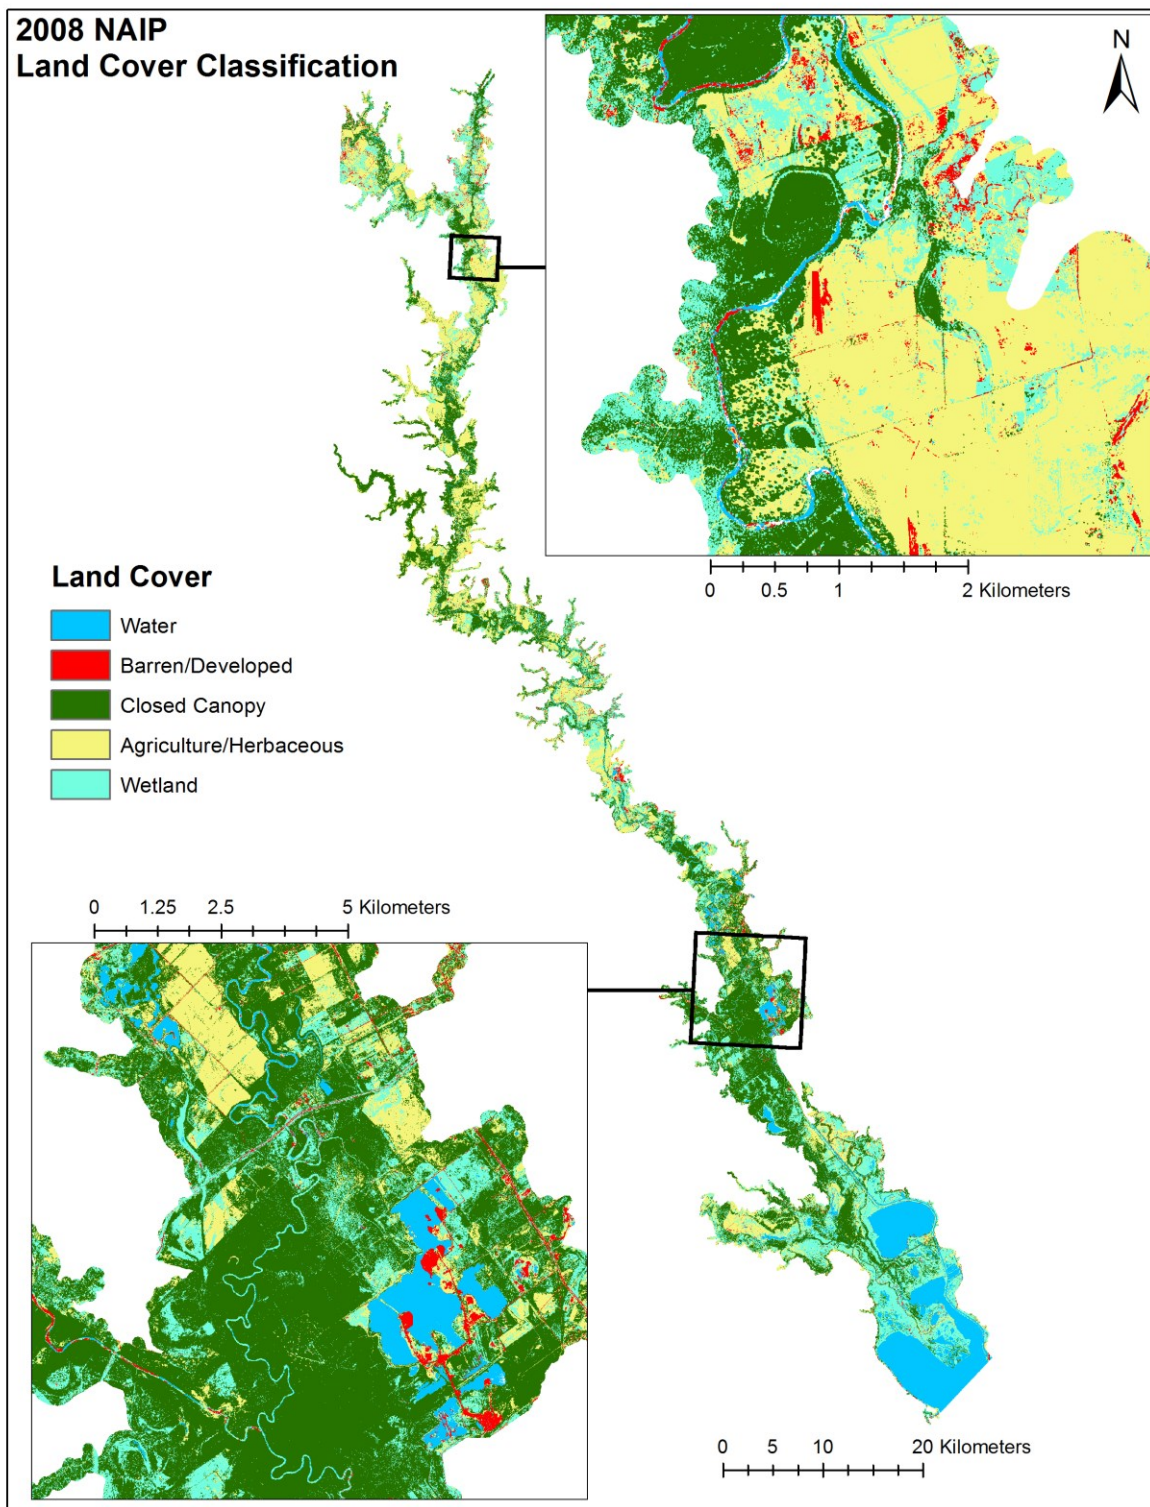 2008 NAIP
Land Cover Classification
N
0 0.5 1 2 Kilometers
Land Cover
Water
Barren/Developed
Closed Canopy
Agriculture/Herbaceous
Wetland
0 1.25 2.5 5 Kilometers
0 5 10 20 Kilometers